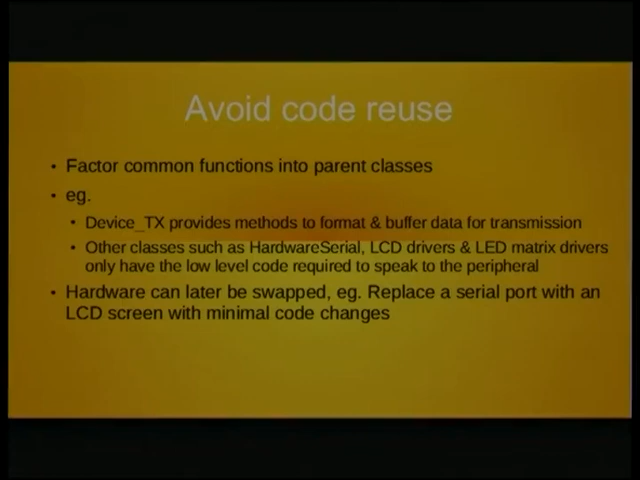 Avoid code reuse
• Factor common functions into parent classes
• eg.
• Device_TX provides methods to format & buffer data for transmission
• Other classes such as HardwareSerial, LCD drivers & LED matrix drivers
only have the low level code required to speak to the peripheral
• Hardware can later be swapped, eg. Replace a serial port with an
LCD screen with minimal code changes